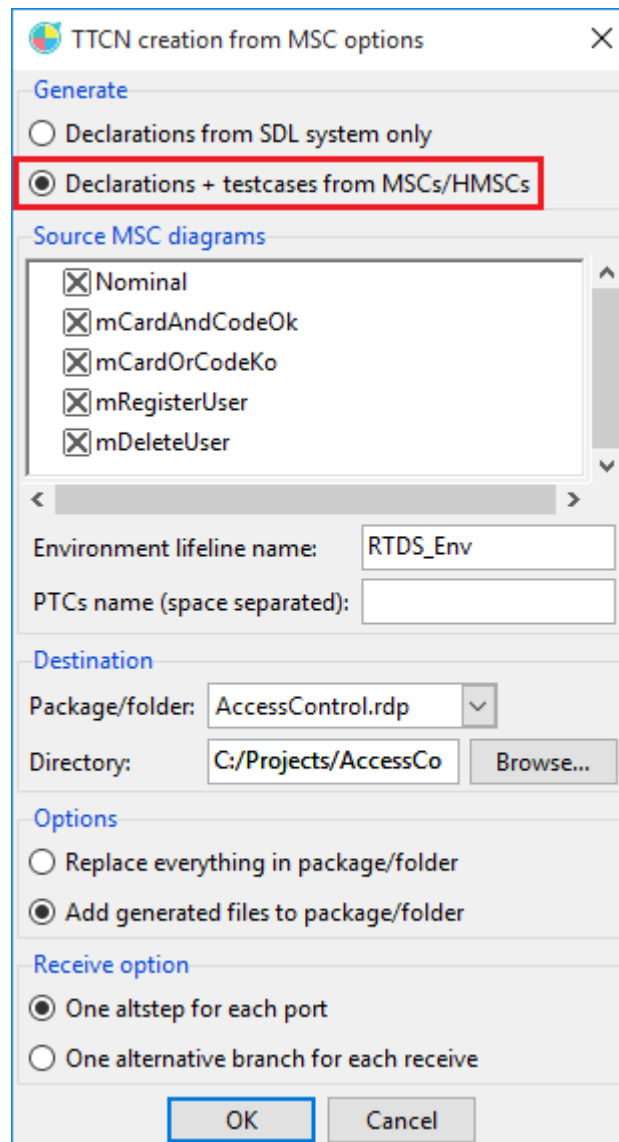 TTCN creation from MSC options
Generate
Declarations from SDL system only
Declarations + testcases from MSCs/HMSCs
Source MSC diagrams
Nominal
mCardAndCodeOk
mCardOrCodeKo
mRegisterUser
mDeleteUser
Environment lifeline name: RTDS_Env
PTCs name (space separated):
Destination
Package/folder: AccessControl.rdp
Directory: C:/Projects/AccessCo Browse...
Options
Replace everything in package/folder
Add generated files to package/folder
Receive option
One altstep for each port
One alternative branch for each receive
OK Cancel